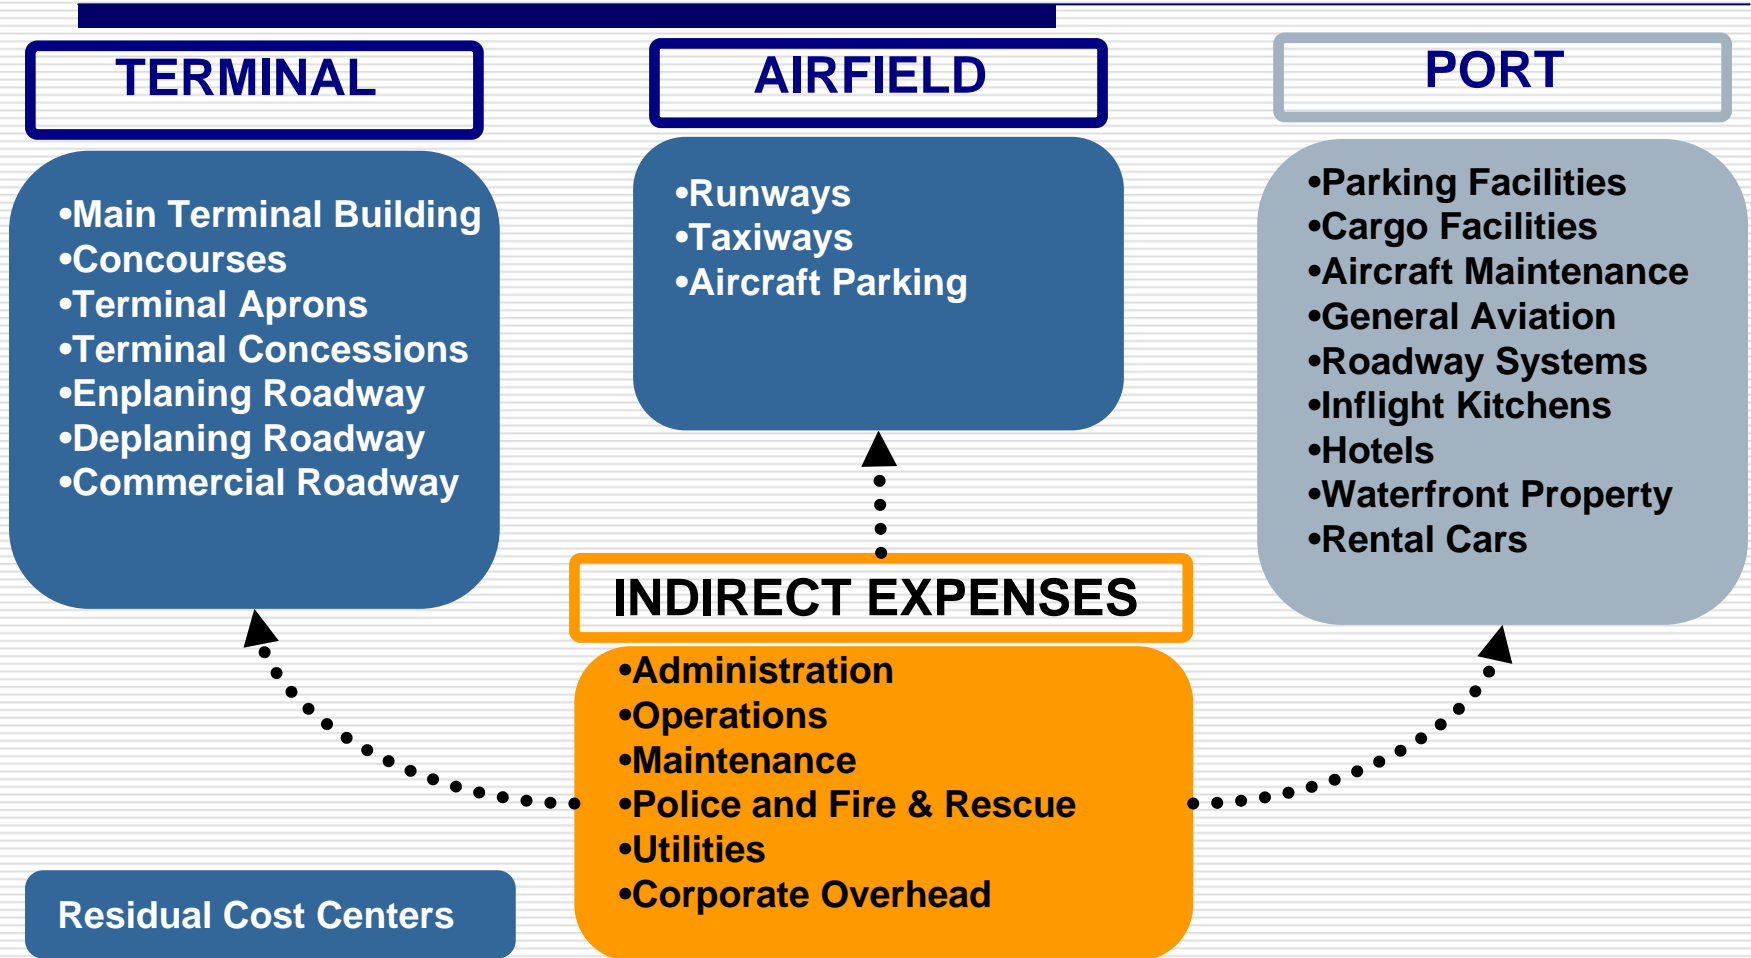 TERMINAL
•Main Terminal Building
•Concourses
•Terminal Aprons
•Terminal Concessions
•Enplaning Roadway
•Deplaning Roadway
•Commercial Roadway
AIRFIELD
•Runways
•Taxiways
•Aircraft Parking
PORT
•Parking Facilities
•Cargo Facilities
•Aircraft Maintenance
•General Aviation
•Roadway Systems
•Inflight Kitchens
•Hotels
•Waterfront Property
•Rental Cars
INDIRECT EXPENSES
•Administration
•Operations
•Maintenance
•Police and Fire & Rescue
•Utilities
•Corporate Overhead
Residual Cost Centers